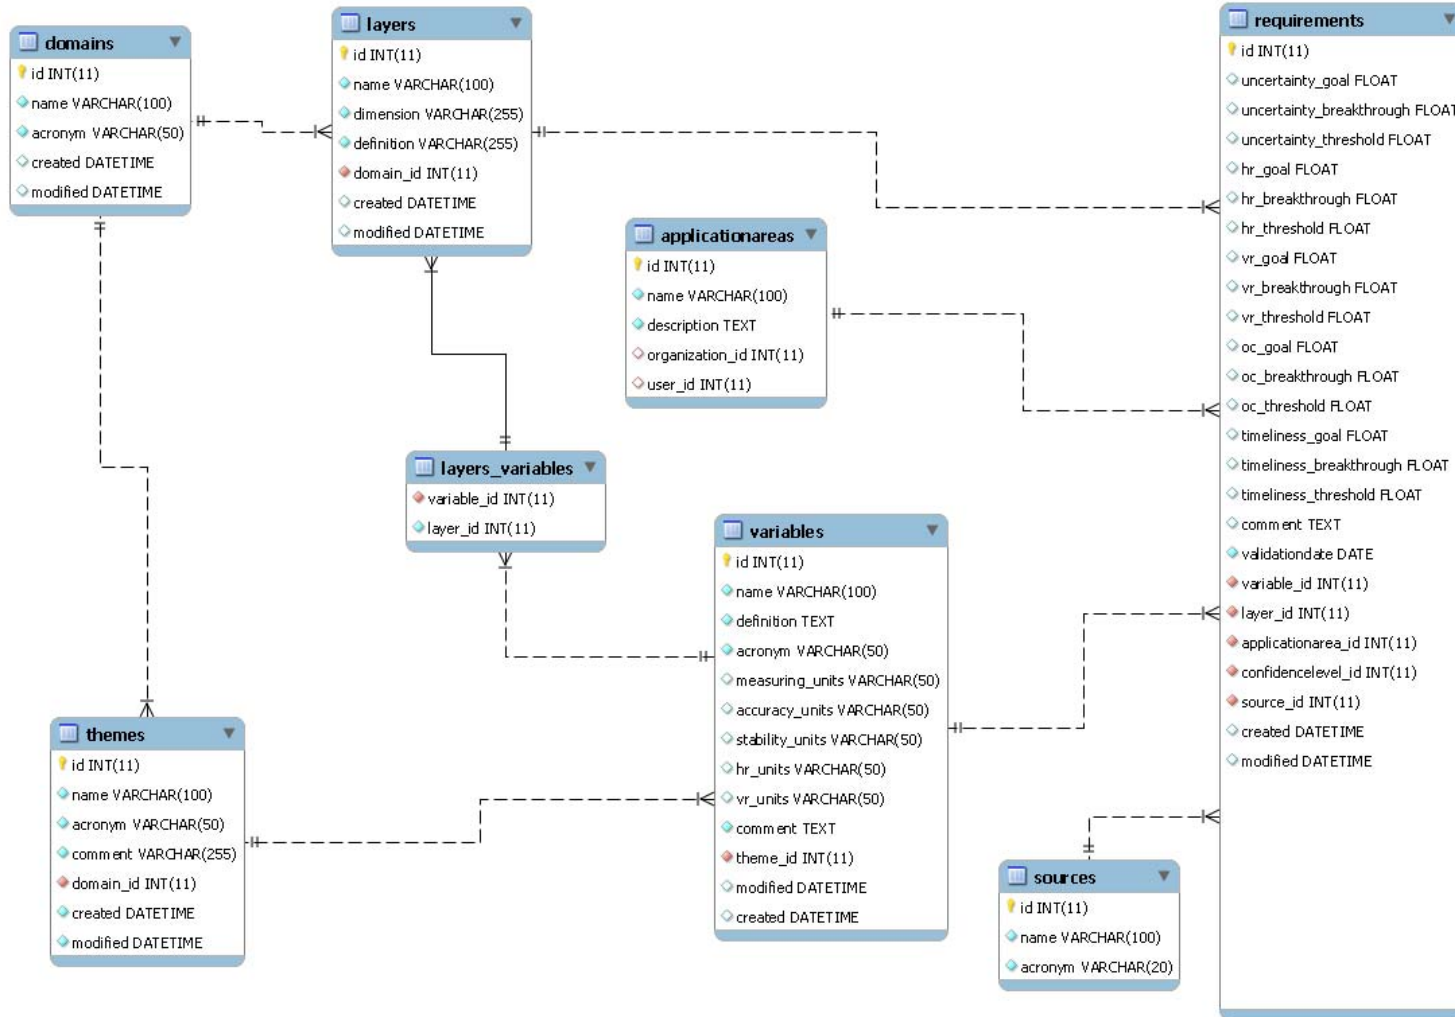 domains
id INT(11)
name VARCHAR(100)
acronym VARCHAR(50)
created DATETIME
modified DATETIME
layers
id INT(11)
name VARCHAR(100)
dimension VARCHAR(255)
definition VARCHAR(255)
domain_id INT(11)
created DATETIME
modified DATETIME
applicationareas
id INT(11)
name VARCHAR(100)
description TEXT
organization_id INT(11)
user_id INT(11)
layers_variables
variable_id INT(11)
layer_id INT(11)
themes
id INT(11)
name VARCHAR(100)
acronym VARCHAR(50)
comment VARCHAR(255)
domain_id INT(11)
created DATETIME
modified DATETIME
variables
id INT(11)
name VARCHAR(100)
definition TEXT
acronym VARCHAR(50)
measuring_units VARCHAR(50)
accuracy_units VARCHAR(50)
stability_units VARCHAR(50)
hr_units VARCHAR(50)
vr_units VARCHAR(50)
comment TEXT
theme_id INT(11)
modified DATETIME
created DATETIME
sources
id INT(11)
name VARCHAR(100)
acronym VARCHAR(20)
requirements
id INT(11)
uncertainty_goal FLOAT
uncertainty_breakthrough FLOAT
uncertainty_threshold FLOAT
hr_goal FLOAT
hr_breakthrough FLOAT
hr_threshold FLOAT
vr_goal FLOAT
vr_breakthrough FLOAT
vr_threshold FLOAT
oc_goal FLOAT
oc_breakthrough FLOAT
oc_threshold FLOAT
timeliness_goal FLOAT
timeliness_breakthrough FLOAT
timeliness_threshold FLOAT
comment TEXT
validationdate DATE
variable_id INT(11)
layer_id INT(11)
applicationarea_id INT(11)
confidencelevel_id INT(11)
source_id INT(11)
created DATETIME
modified DATETIME